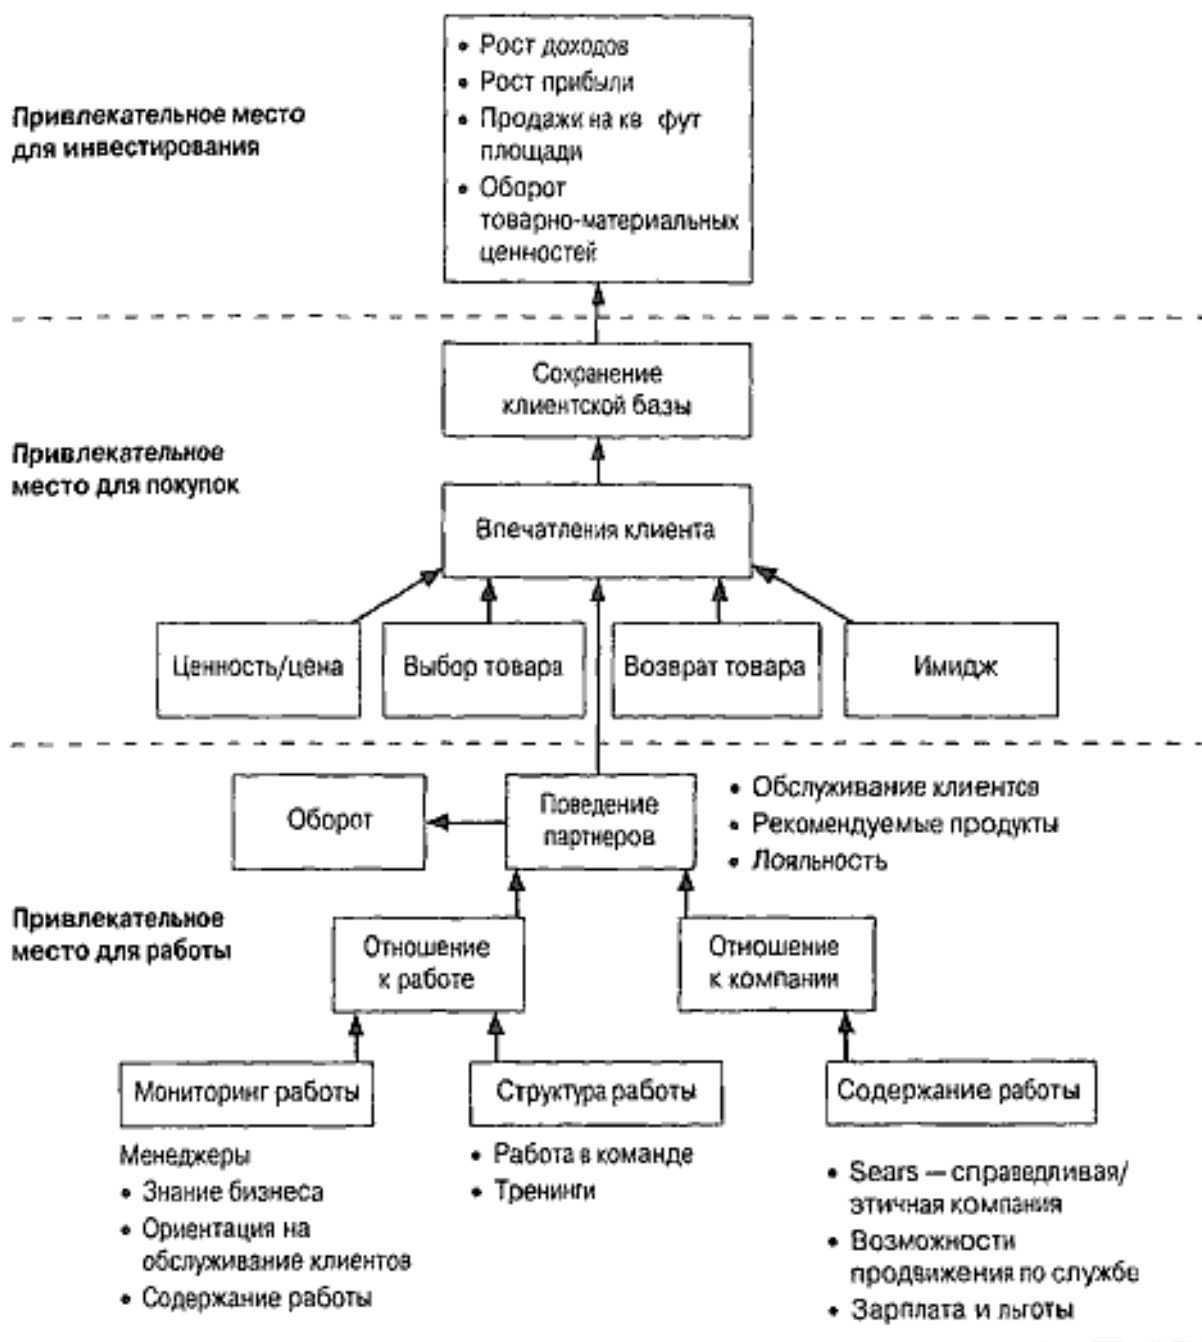 • Рост доходов
• Рост прибыли
• Продажи на кв фут
площади
• Оборот
товарно-материальных
ценностей
Привлекательное место
для инвестирования
Сохранение
клиентской базы
Привлекательное
место для покупок
Впечатления клиента
Ценность/цена
Выбор товара
Возврат товара
Имидж
Оборот
Поведение
партнеров
• Обслуживание клиентов
• Рекомендуемые продукты
• Лояльность
Привлекательное
место для работы
Отношение
к работе
Отношение
к компании
Мониторинг работы
Структура работы
Содержание работы
Менеджеры
• Знание бизнеса
• Ориентация на
обслуживание клиентов
• Содержание работы
• Работа в команде
• Тренинги
• Sears — справедливая/
этичная компания
• Возможности
продвижения по службе
• Зарплата и льготы